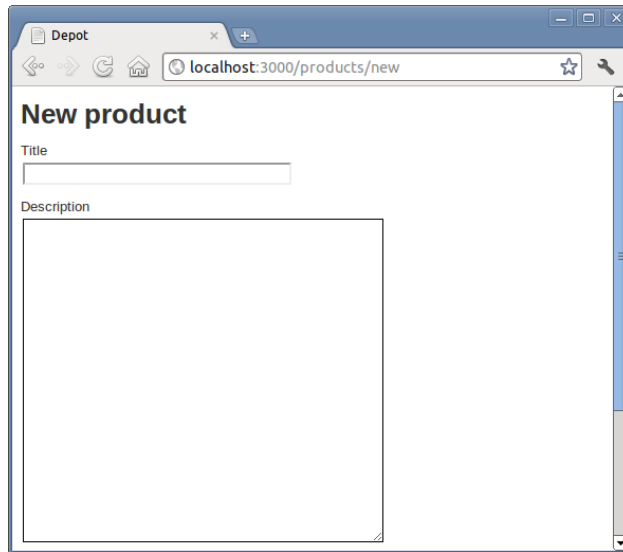 Depot
localhost:3000/products/new
New product
Title
Description